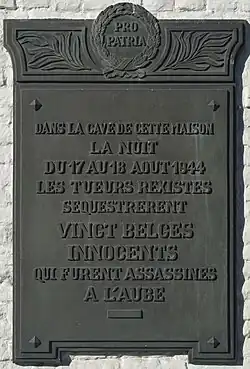 PRO
PATRIA
DANS LA CAVE DE CETTE MAISON
LA NUIT
DU 17 AU 18 AOUT 1944
LES TUEURS REXISTES
SEQUESTRERENT
VINGT BELGES
INNOCENTS
QUI FURENT ASSASSINES
A L'AUBE